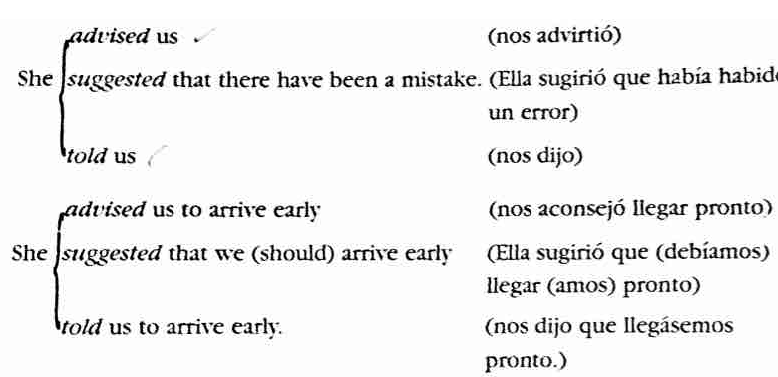 advised us (nos advirtió)
She suggested that there have been a mistake. (Ella sugirió que había habido
un error)
told us (nos dijo)
advised us to arrive early (nos aconsejó llegar pronto)
She suggested that we (should) arrive early (Ella sugirió que (debíamos)
llegar (amos) pronto)
told us to arrive early. (nos dijo que llegásemos
pronto.)